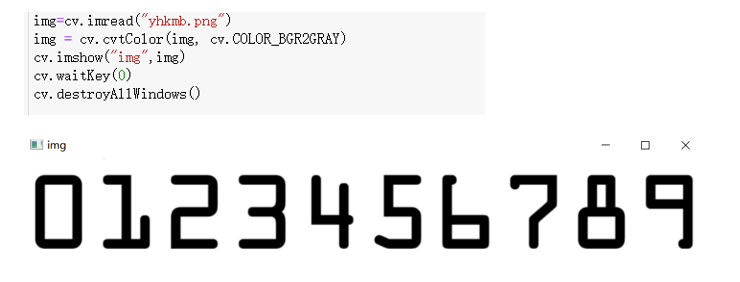 img=cv.imread("yhkmb.png")
img = cv.cvtColor(img, cv.COLOR_BGR2GRAY)
cv.imshow("img",img)
cv.waitKey(0)
cv.destroyAllWindows()
img
0123456789